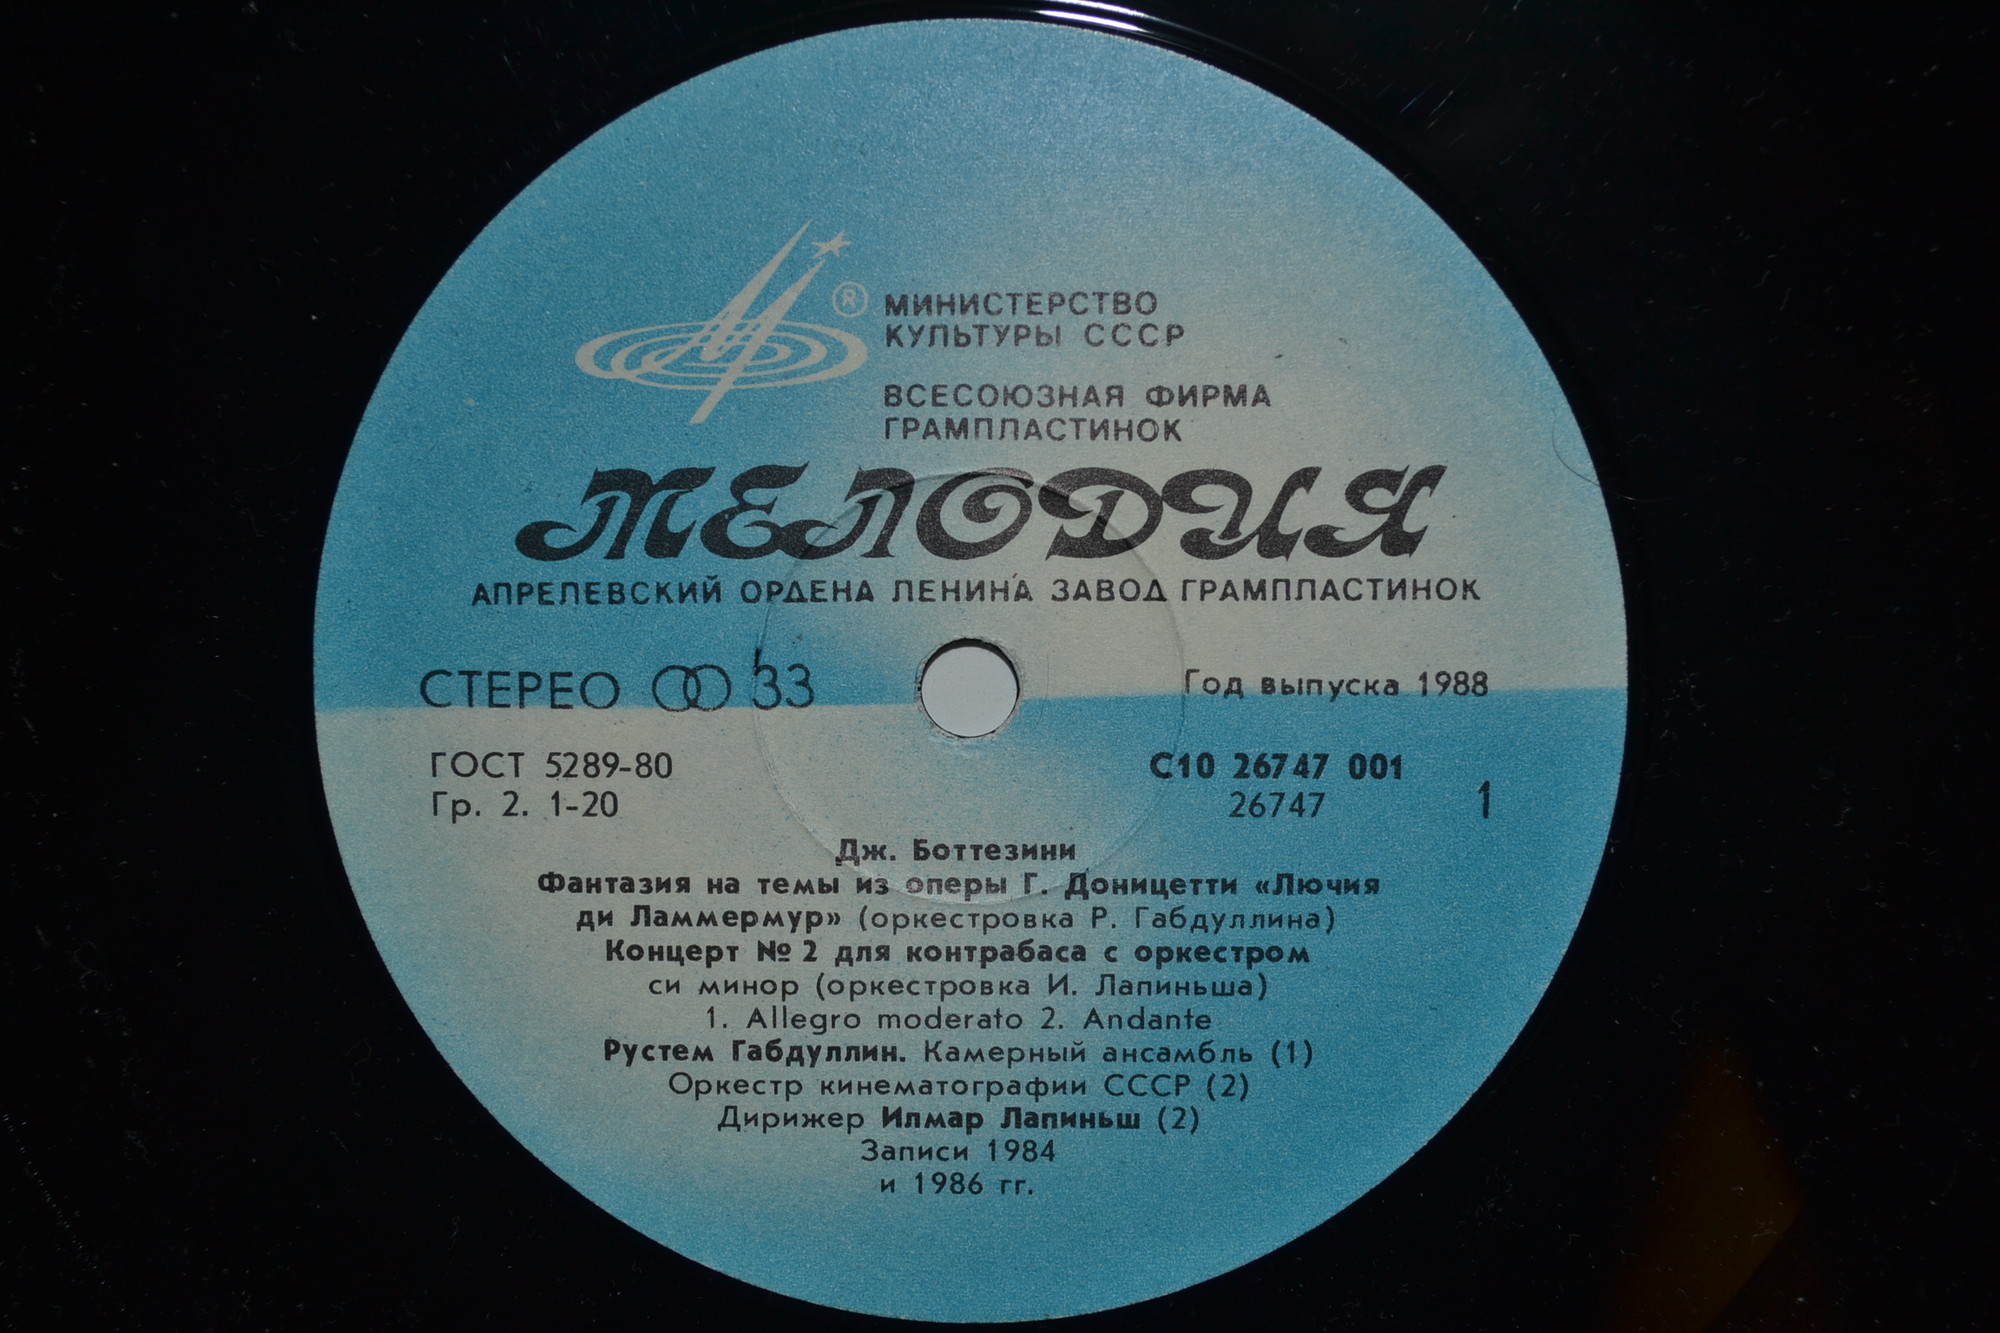 ®
МИНИСТЕРСТВО
КУЛЬТУРЫ СССР
ВСЕСОЮЗНАЯ ФИРМА
ГРАМПЛАСТИНОК
МЕЛОДИЯ
АПРЕЛЕВСКИЙ ОРДЕНА ЛЕНИНА ЗАВОД ГРАМПЛАСТИНОК
СТЕРЕО 33
Год выпуска 1988
ГОСТ 5289-80
Гр. 2. 1-20
С10 26747 001
26747
1
Дж. Боттезини
Фантазия на темы из оперы Г. Доницетти «Лючия
ди Ламмермур» (оркестровка Р. Габдуллина)
Концерт № 2 для контрабаса с оркестром
си минор (оркестровка И. Лапиньша)
1. Allegro moderato 2. Andante
Рустем Габдуллин. Камерный ансамбль (1)
Оркестр кинематографии СССР (2)
Дирижер Илмар Лапиньш (2)
Записи 1984
и 1986 гг.